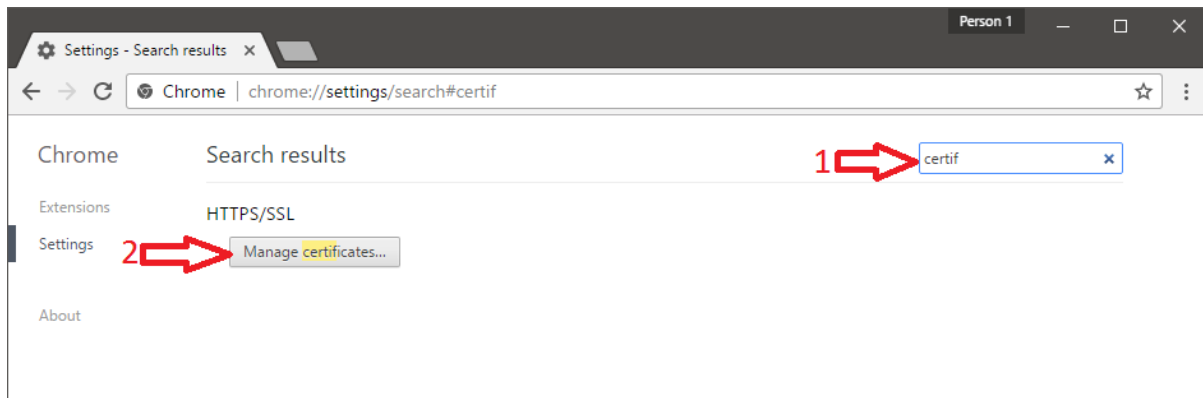 Person 1
Settings - Search results
Chrome | chrome://settings/search#certif
Chrome
Search results
1
certif
Extensions
HTTPS/SSL
Settings
2
Manage certificates...
About